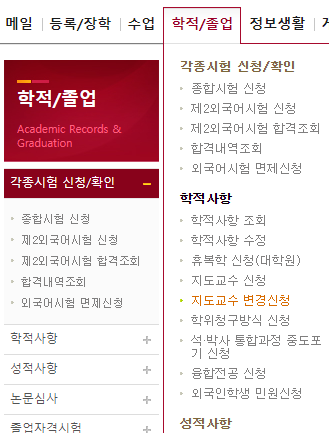 메일 등록/장학 수업 학적/졸업 정보생활
학적/졸업
Academic Records &
Graduation
각종시험 신청/확인
종합시험 신청
제2외국어시험 신청
제2외국어시험 합격조회
합격내역조회
외국어시험 면제신청
학적사항
성적사항
논문심사
졸업자격시험
각종시험 신청/확인
종합시험 신청
제2외국어시험 신청
제2외국어시험 합격조회
합격내역조회
외국어시험 면제신청
학적사항
학적사항 조회
학적사항 수정
휴복학 신청(대학원)
지도교수 신청
지도교수 변경신청
학위청구방식 신청
석·박사 통합과정 중도포
기 신청
융합전공 신청
외국인학생 민원신청
성적사항